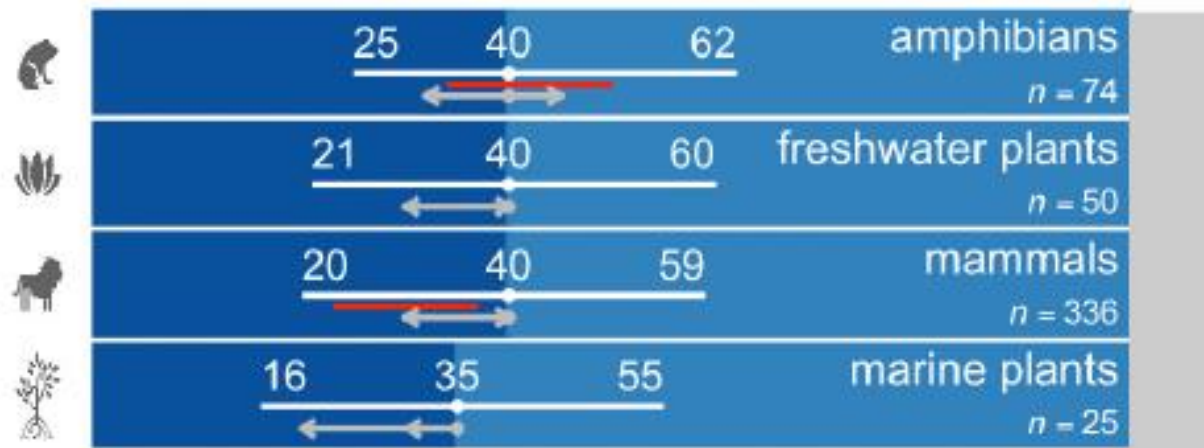 25 40 62 amphibians
n = 74
21 40 60 freshwater plants
n = 50
20 40 59 mammals
n = 336
16 35 55 marine plants
n = 25